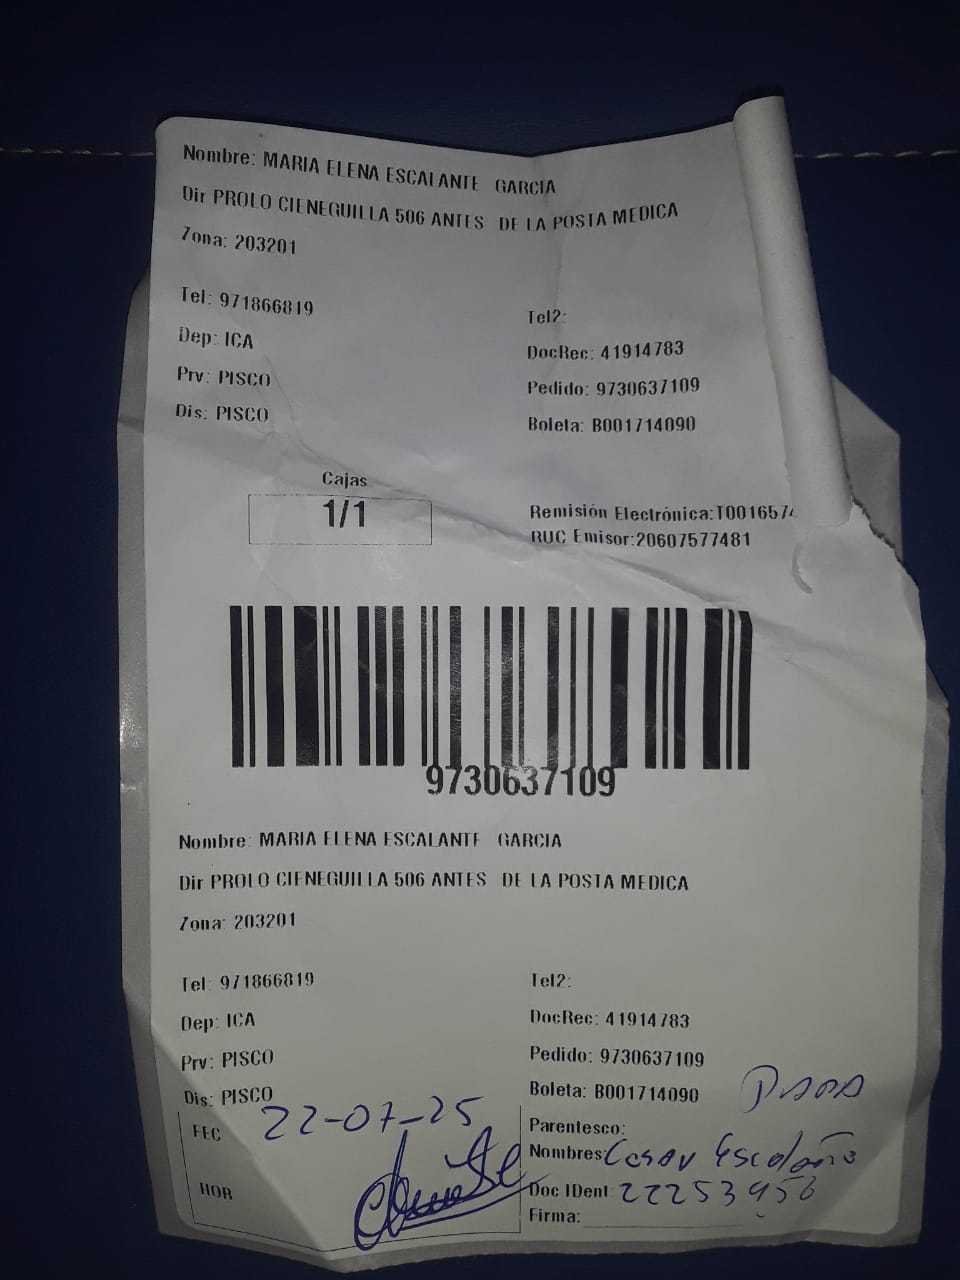 Nombre: MARIA ELENA ESCALANTE GARCIA
Dir PROLO CIENEGUILLA 506 ANTES DE LA POSTA MEDICA
Zona: 203201
Tel: 971866819
Tel2:
Dep: ICA
DocRec: 41914783
Prv: PISCO
Pedido: 9730637109
Dis: PISCO
Boleta: B001714090
Cajas
1/1
Remisión Electrónica:T0016574
RUC Emisor:20607577481
9730637109
Nombre: MARIA ELENA ESCALANTE GARCIA
Dir PROLO CIENEGUILLA 506 ANTES DE LA POSTA MEDICA
Zona: 203201
Tel: 971866819
Tel2:
Dep: ICA
DocRec: 41914783
Prv: PISCO
Pedido: 9730637109
Dis: PISCO
Boleta: B001714090
PAPA
FEC 22-07-25
Parentesco:
Nombres: Cesar
HOR
Doc IDent: 22253956
Firma: